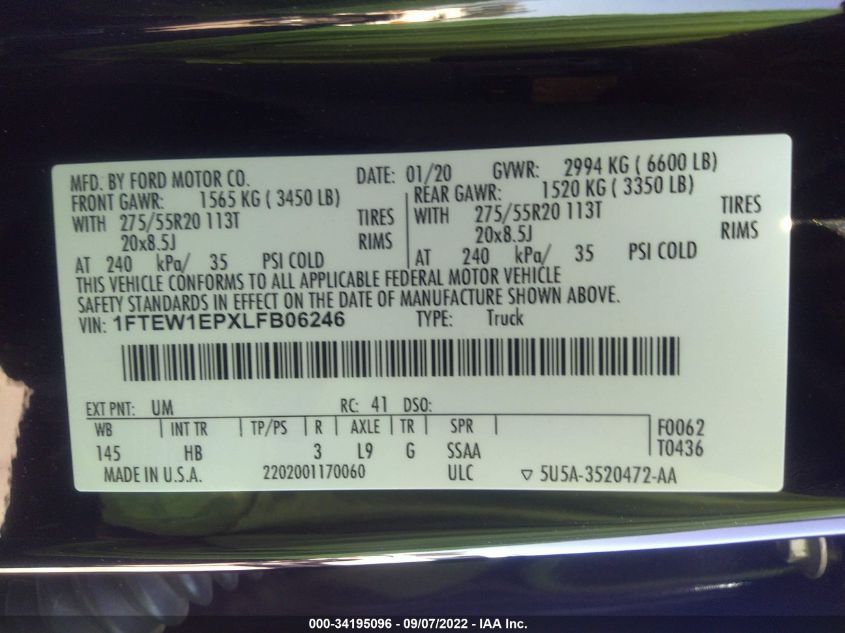 MFD. BY FORD MOTOR CO. DATE: 01/20 GVWR: 2994 KG ( 6600 LB)
FRONT GAWR: 1565 KG ( 3450 LB) REAR GAWR: 1520 KG ( 3350 LB)
WITH 275/55R20 113T TIRES WITH 275/55R20 113T TIRES
20x8.5J RIMS 20x8.5J RIMS
AT 240 kPa/ 35 PSI COLD AT 240 kPa/ 35 PSI COLD
THIS VEHICLE CONFORMS TO ALL APPLICABLE FEDERAL MOTOR VEHICLE
SAFETY STANDARDS IN EFFECT ON THE DATE OF MANUFACTURE SHOWN ABOVE.
VIN: 1FTEW1EPXLFB06246 TYPE: Truck
EXT PNT: UM RC: 41 DSO:
WB INT TR TP/PS R AXLE TR SPR F0062
145 HB 3 L9 G SSAA T0436
MADE IN U.S.A. 2202001170060 ULC ▽ 5U5A-3520472-AA
000-34195096 - 09/07/2022 - IAA Inc.